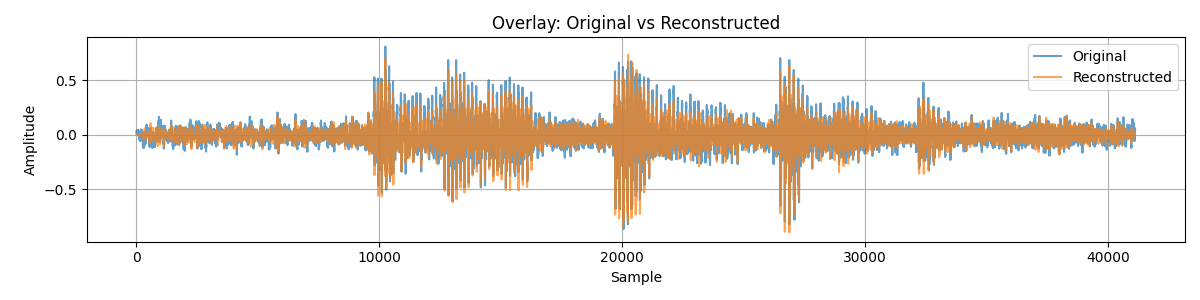 Overlay: Original vs Reconstructed
Original
Reconstructed
Amplitude
0.5
0.0
−0.5
0
10000
20000
30000
40000
Sample